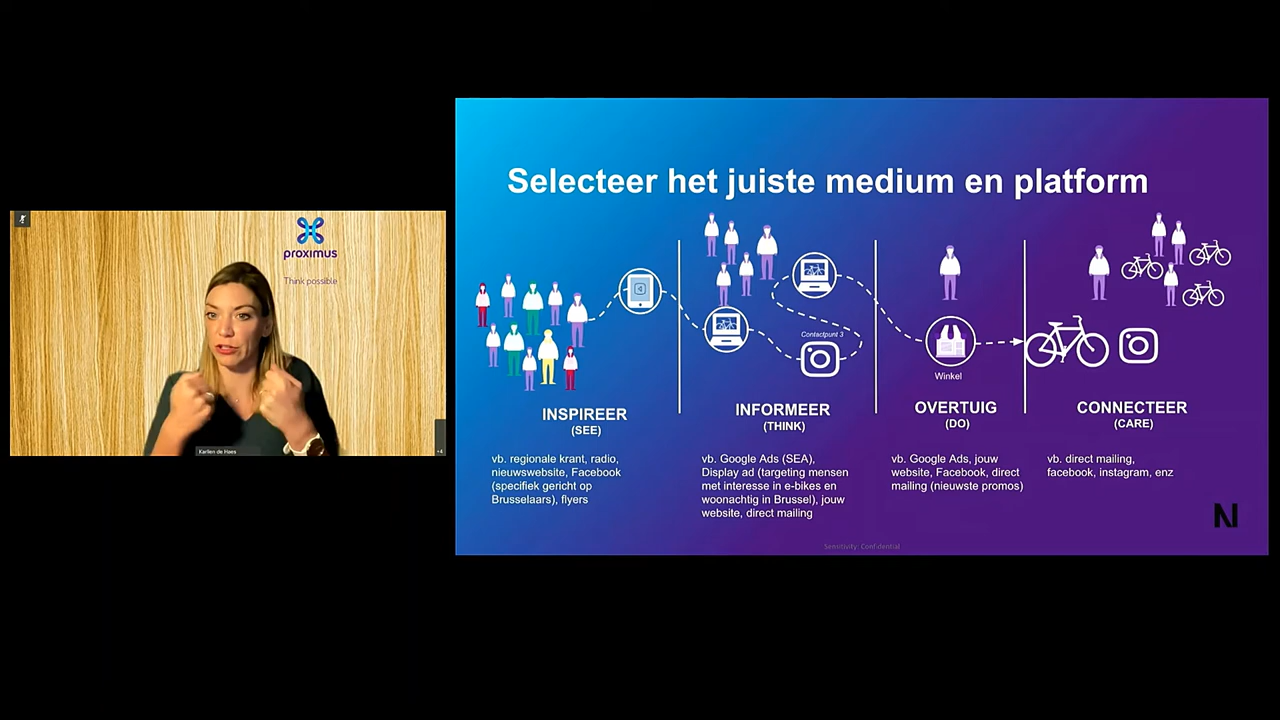 proximus
Think possible
Karlien de Haes
+4
Selecteer het juiste medium en platform
Contactpunt 3
Winkel
INSPIREER
(SEE)
vb. regionale krant, radio,
nieuwswebsite, Facebook
(specifiek gericht op
Brusselaars), flyers
INFORMEER
(THINK)
vb. Google Ads (SEA),
Display ad (targeting mensen
met interesse in e-bikes en
woonachtig in Brussel), jouw
website, direct mailing
OVERTUIG
(DO)
vb. Google Ads, jouw
website, Facebook, direct
mailing (nieuwste promos)
CONNECTEER
(CARE)
vb. direct mailing,
facebook, instagram, enz
N
Sensitivity: Confidential